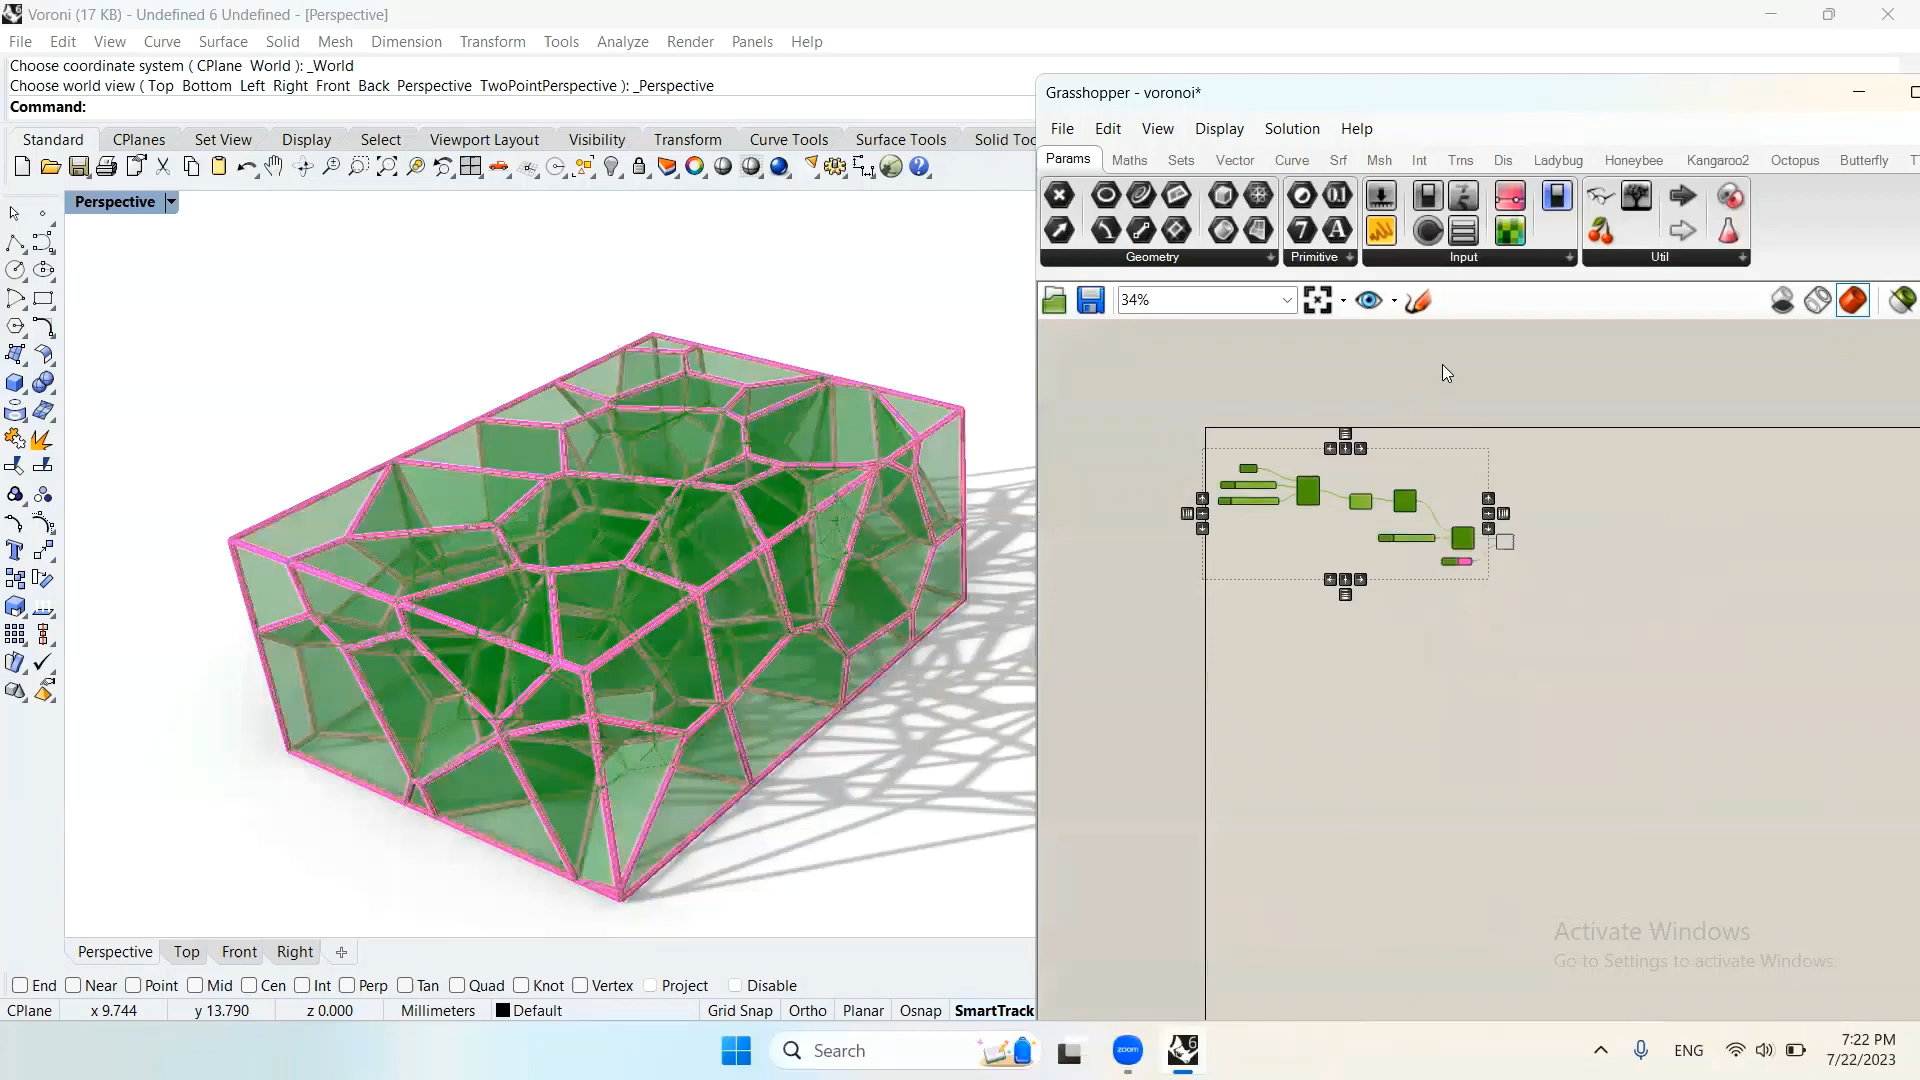 Voroni (17 KB) - Undefined 6 Undefined - [Perspective]
File Edit View Curve Surface Solid Mesh Dimension Transform Tools Analyze Render Panels Help
Choose coordinate system ( CPlane World ): _World
Choose world view ( Top Bottom Left Right Front Back Perspective TwoPointPerspective ): _Perspective
Command:
Standard CPlanes Set View Display Select Viewport Layout Visibility Transform Curve Tools Surface Tools Solid Too
Perspective
Grasshopper - voronoi*
File Edit View Display Solution Help
Params Maths Sets Vector Curve Srf Msh Int Trns Dis Ladybug Honeybee Kangaroo2 Octopus Butterfly
Geometry Primitive Input Util
34%
Activate Windows
Go to Settings to activate Windows.
Perspective Top Front Right
End Near Point Mid Cen Int Perp Tan Quad Knot Vertex Project Disable
CPlane x 9.744 y 13.790 z 0.000 Millimeters Default Grid Snap Ortho Planar Osnap SmartTrack
Search
zoom
6
ENG
7:22 PM
7/22/2023